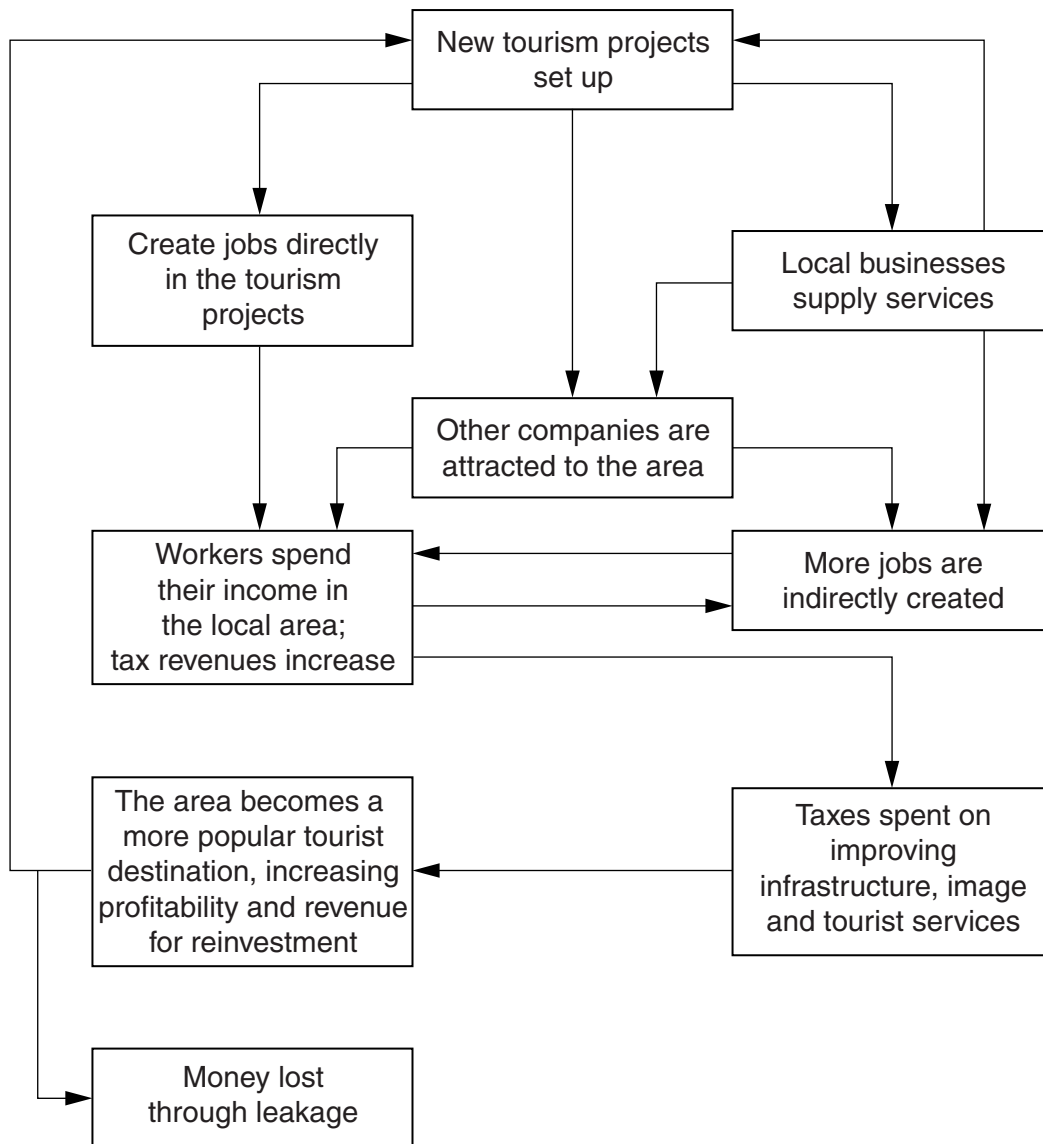 New tourism projects
set up
Create jobs directly
in the tourism
projects
Local businesses
supply services
Other companies are
attracted to the area
Workers spend
their income in
the local area;
tax revenues increase
More jobs are
indirectly created
The area becomes a
more popular tourist
destination, increasing
profitability and revenue
for reinvestment
Taxes spent on
improving
infrastructure, image
and tourist services
Money lost
through leakage